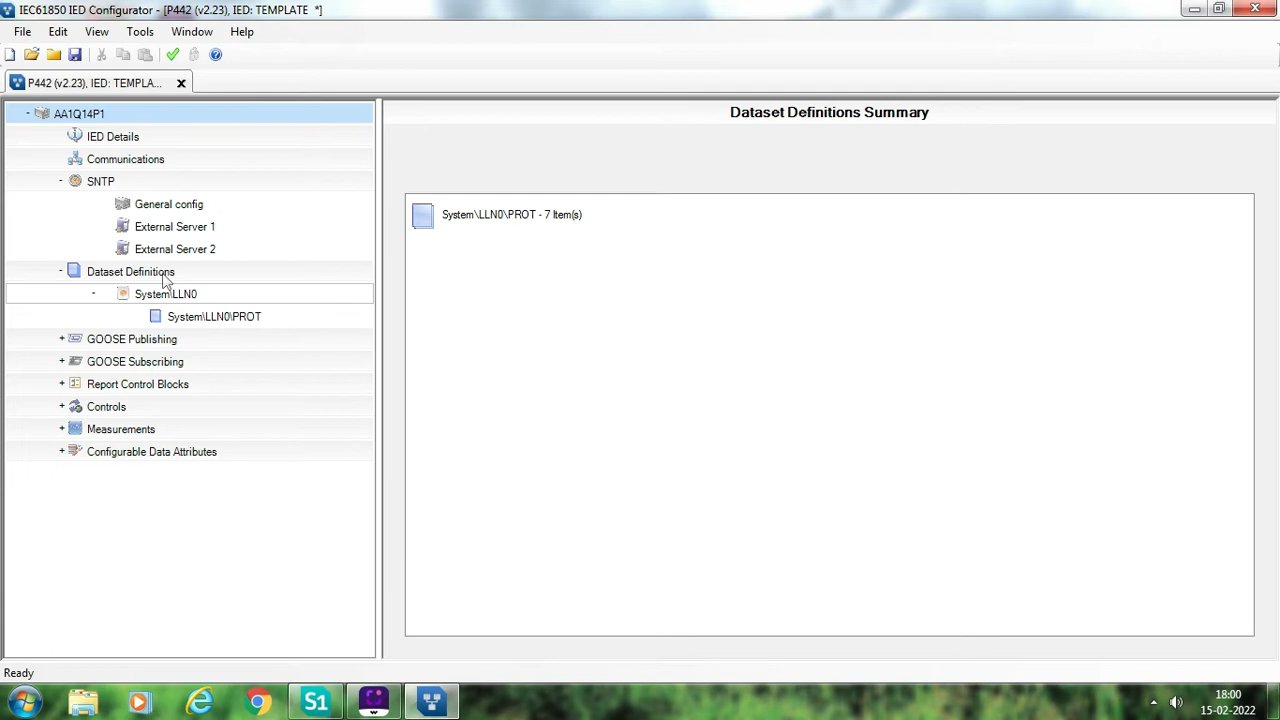 IEC61850 IED Configurator - [P442 (v2.23), IED: TEMPLATE *]
File Edit View Tools Window Help
P442 (v2.23), IED: TEMPLA...
AA1Q14P1
IED Details
Communications
SNTP
General config
External Server 1
External Server 2
Dataset Definitions
System\LLN0
System\LLN0\PROT
GOOSE Publishing
GOOSE Subscribing
Report Control Blocks
Controls
Measurements
Configurable Data Attributes
Dataset Definitions Summary
System\LLN0\PROT - 7 Item(s)
Ready
S1
18:00
15-02-2022